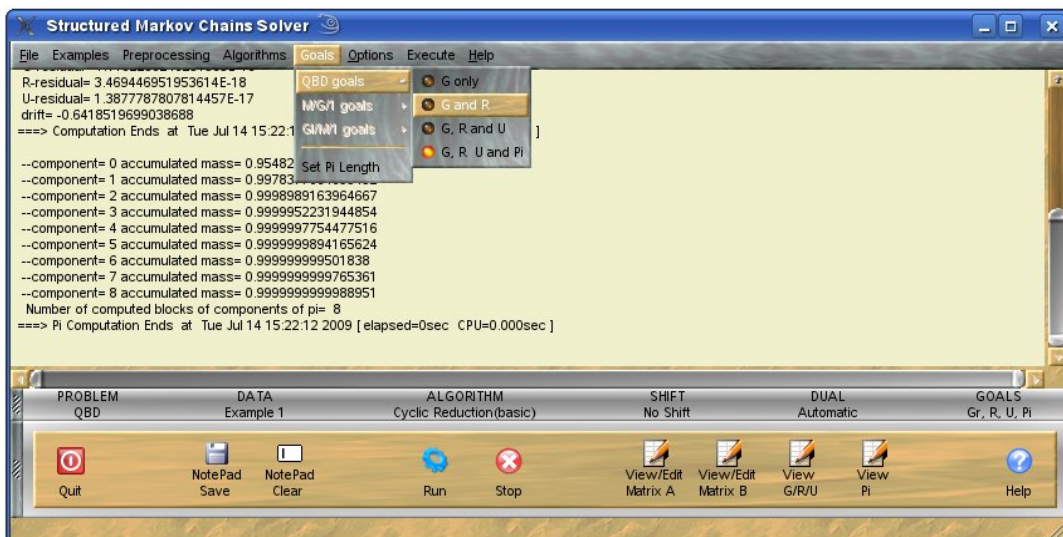 Structured Markov Chains Solver
File Examples Preprocessing Algorithms Goals Options Execute Help
R-residual= 3.469446951953614E-18
U-residual= 1.38777878078144​57E-17
drift= -0.6418519699038688
===> Computation Ends at Tue Jul 14 15:22:1
]
QBD goals
M/G/1 goals
GI/M/1 goals
Set Pi Length
G only
G and R
G, R and U
G, R U and Pi
--component= 0 accumulated mass= 0.95482
--component= 1 accumulated mass=
--component= 2 accumulated mass= 0.9998989163964667
--component= 3 accumulated mass= 0.9999952231944854
--component= 4 accumulated mass= 0.9999997754477516
--component= 5 accumulated mass= 0.9999999894165624
--component= 6 accumulated mass= 0.999999999501838
--component= 7 accumulated mass= 0.9999999999765361
--component= 8 accumulated mass= 0.9999999999988951
Number of computed blocks of components of pi= 8
===> Pi Computation Ends at Tue Jul 14 15:22:12 2009 [ elapsed=0sec CPU=0.000sec ]
PROBLEM DATA ALGORITHM SHIFT DUAL GOALS
QBD Example 1 Cyclic Reduction(basic) No Shift Automatic Gr, R, U, Pi
Quit
NotePad Save
NotePad Clear
Run
Stop
View/Edit Matrix A
View/Edit Matrix B
View G/R/U
View Pi
Help